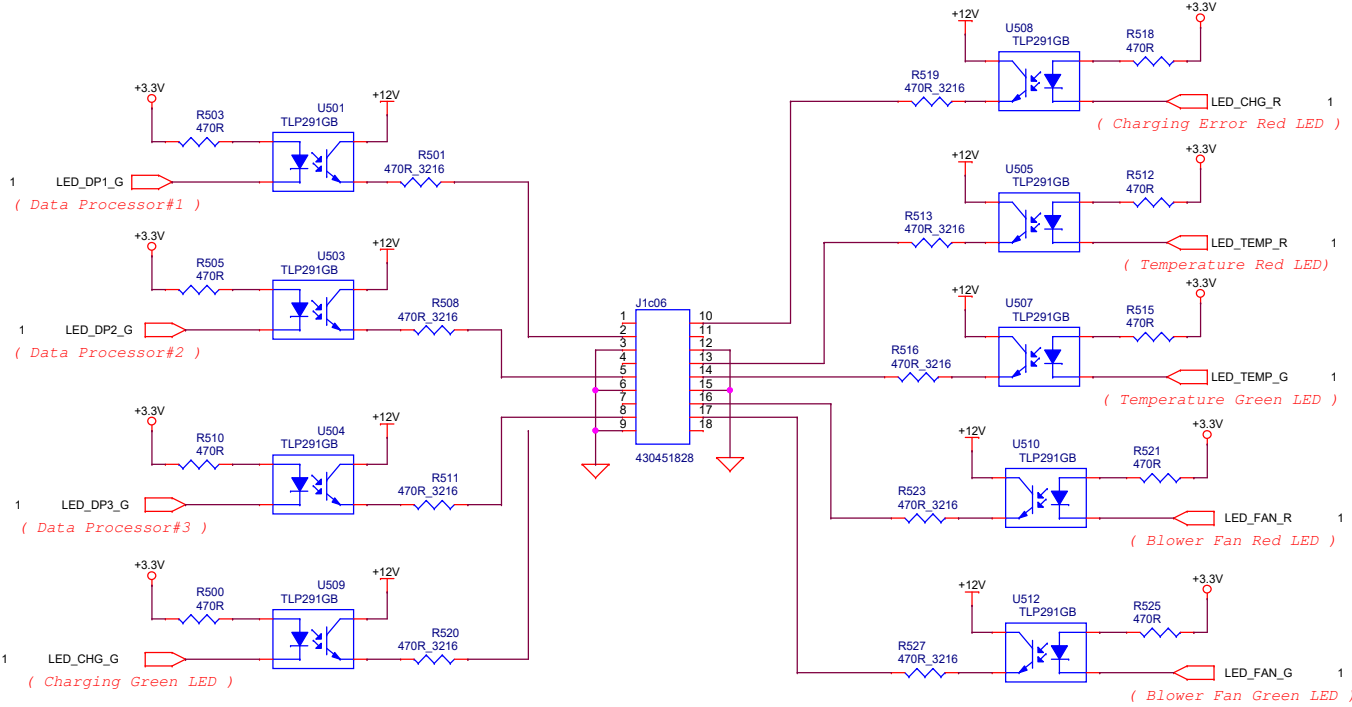 +3.3V
R503
470R
U501
TLP291GB
+12V
R501
470R_3216
1 LED_DP1_G
( Data Processor#1 )
+3.3V
R505
470R
U503
TLP291GB
+12V
R508
470R_3216
1 LED_DP2_G
( Data Processor#2 )
+3.3V
R510
470R
U504
TLP291GB
+12V
R511
470R_3216
1 LED_DP3_G
( Data Processor#3 )
+3.3V
R500
470R
U509
TLP291GB
+12V
R520
470R_3216
1 LED_CHG_G
( Charging Green LED )
J1c06
1 10
2 11
3 12
4 13
5 14
6 15
7 16
8 17
9 18
430451828
+12V
U508
TLP291GB
R518
470R
+3.3V
R519
470R_3216
LED_CHG_R 1
( Charging Error Red LED )
+12V
U505
TLP291GB
R512
470R
+3.3V
R513
470R_3216
LED_TEMP_R 1
( Temperature Red LED)
+12V
U507
TLP291GB
R515
470R
+3.3V
R516
470R_3216
LED_TEMP_G 1
( Temperature Green LED )
+12V
U510
TLP291GB
R521
470R
+3.3V
R523
470R_3216
LED_FAN_R 1
( Blower Fan Red LED )
+12V
U512
TLP291GB
R525
470R
+3.3V
R527
470R_3216
LED_FAN_G 1
( Blower Fan Green LED )